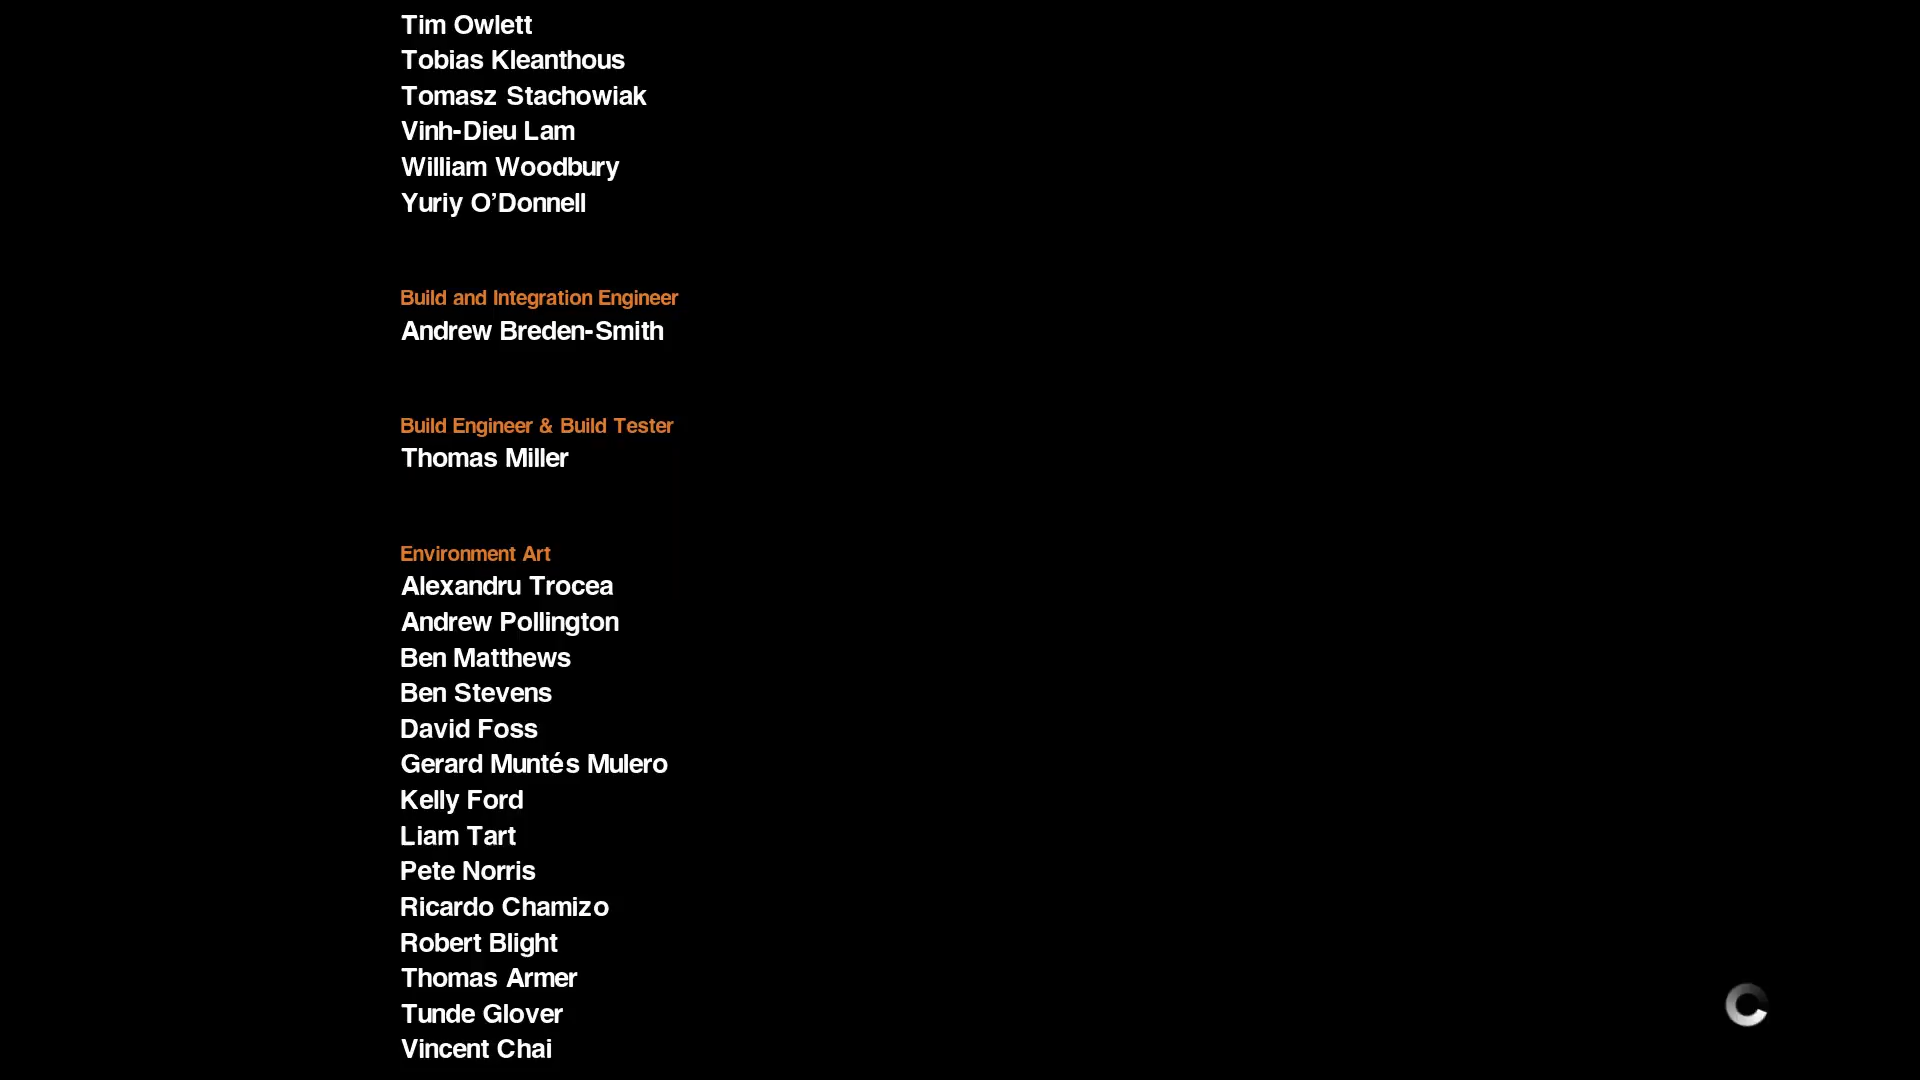 Tim Owlett
Tobias Kleanthous
Tomasz Stachowiak
Vinh-Dieu Lam
William Woodbury
Yuriy O’Donnell
Build and Integration Engineer
Andrew Breden-Smith
Build Engineer & Build Tester
Thomas Miller
Environment Art
Alexandru Trocea
Andrew Pollington
Ben Matthews
Ben Stevens
David Foss
Gerard Muntés Mulero
Kelly Ford
Liam Tart
Pete Norris
Ricardo Chamizo
Robert Blight
Thomas Armer
Tunde Glover
Vincent Chai